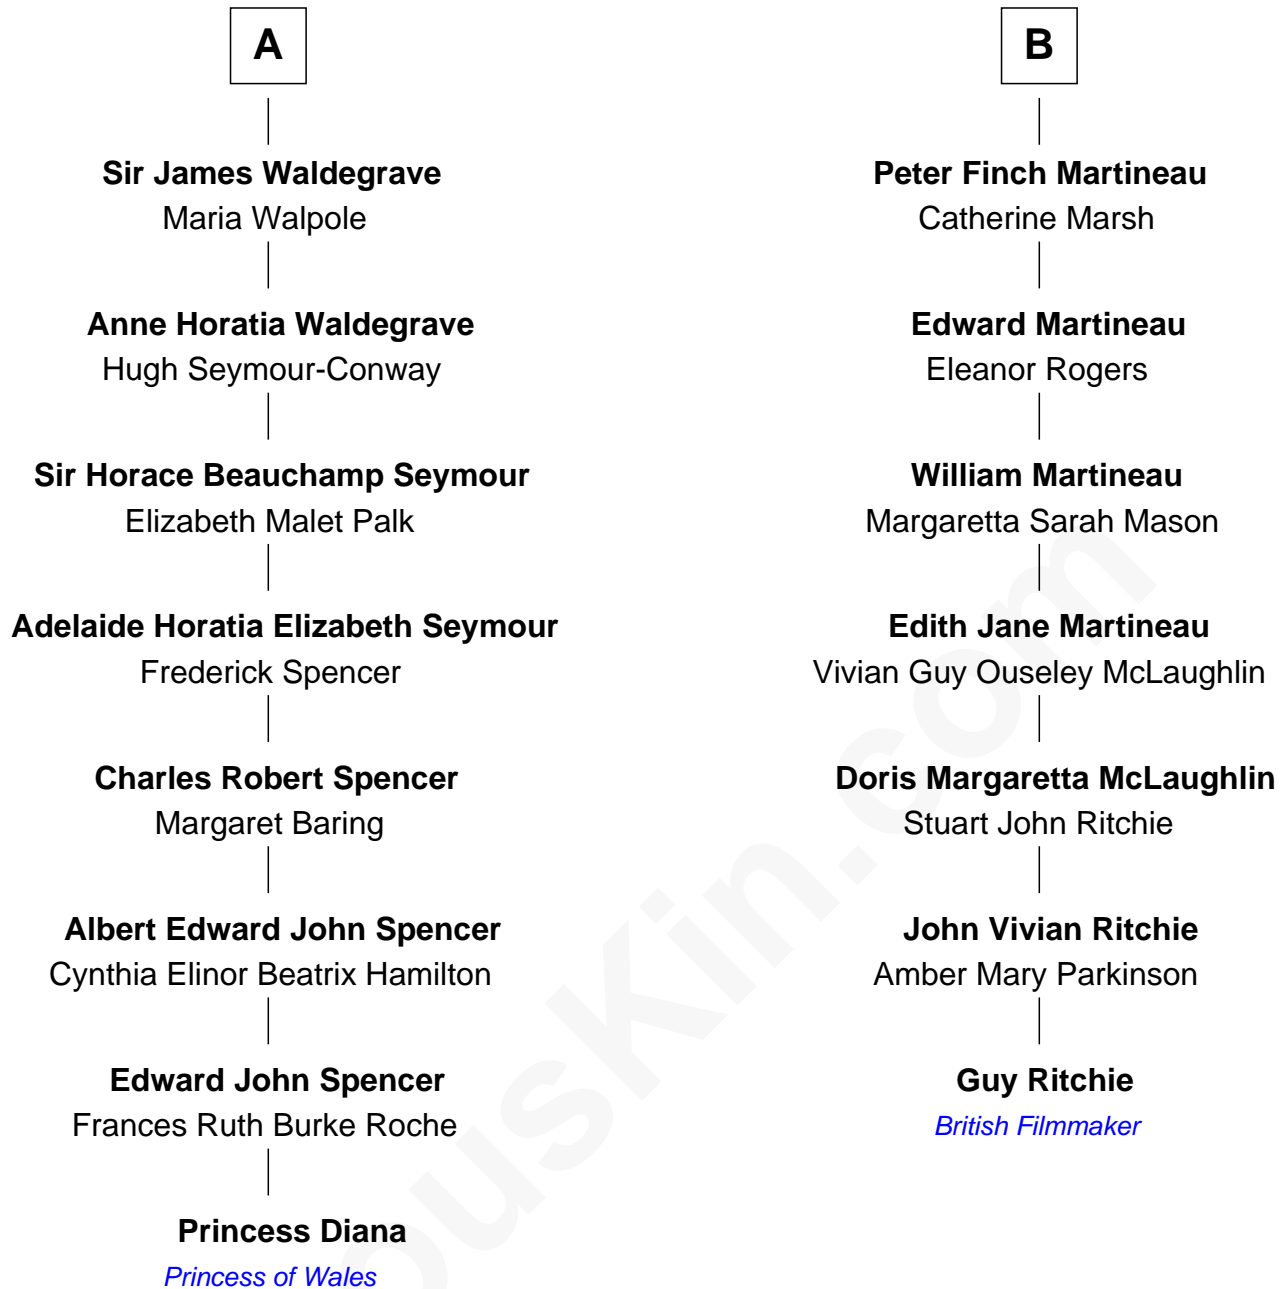 A
Sir James Waldegrave
Maria Walpole
Anne Horatia Waldegrave
Hugh Seymour-Conway
Sir Horace Beauchamp Seymour
Elizabeth Malet Palk
Adelaide Horatia Elizabeth Seymour
Frederick Spencer
Charles Robert Spencer
Margaret Baring
Albert Edward John Spencer
Cynthia Elinor Beatrix Hamilton
Edward John Spencer
Frances Ruth Burke Roche
Princess Diana
Princess of Wales
B
Peter Finch Martineau
Catherine Marsh
Edward Martineau
Eleanor Rogers
William Martineau
Margaretta Sarah Mason
Edith Jane Martineau
Vivian Guy Ouseley McLaughlin
Doris Margaretta McLaughlin
Stuart John Ritchie
John Vivian Ritchie
Amber Mary Parkinson
Guy Ritchie
British Filmmaker
ousKin.com